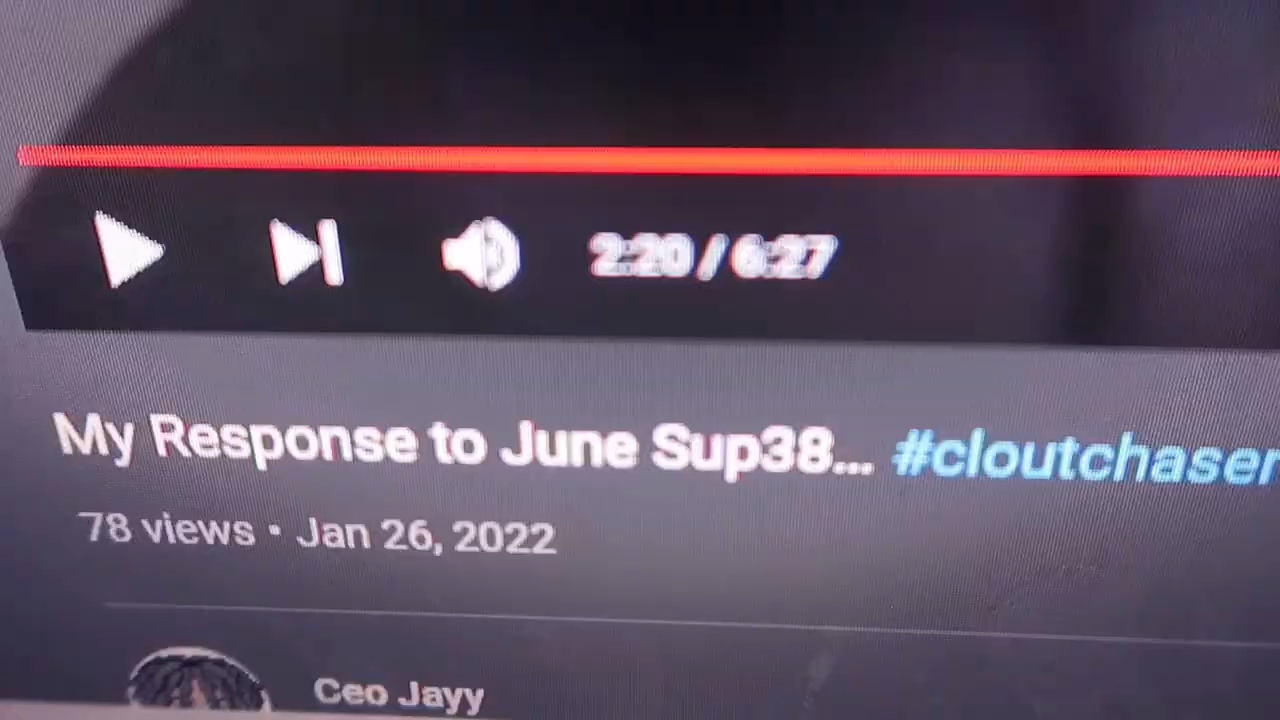 2:20 / 6:27
My Response to June Sup38... #cloutchaser
78 views • Jan 26, 2022
Ceo Jayy